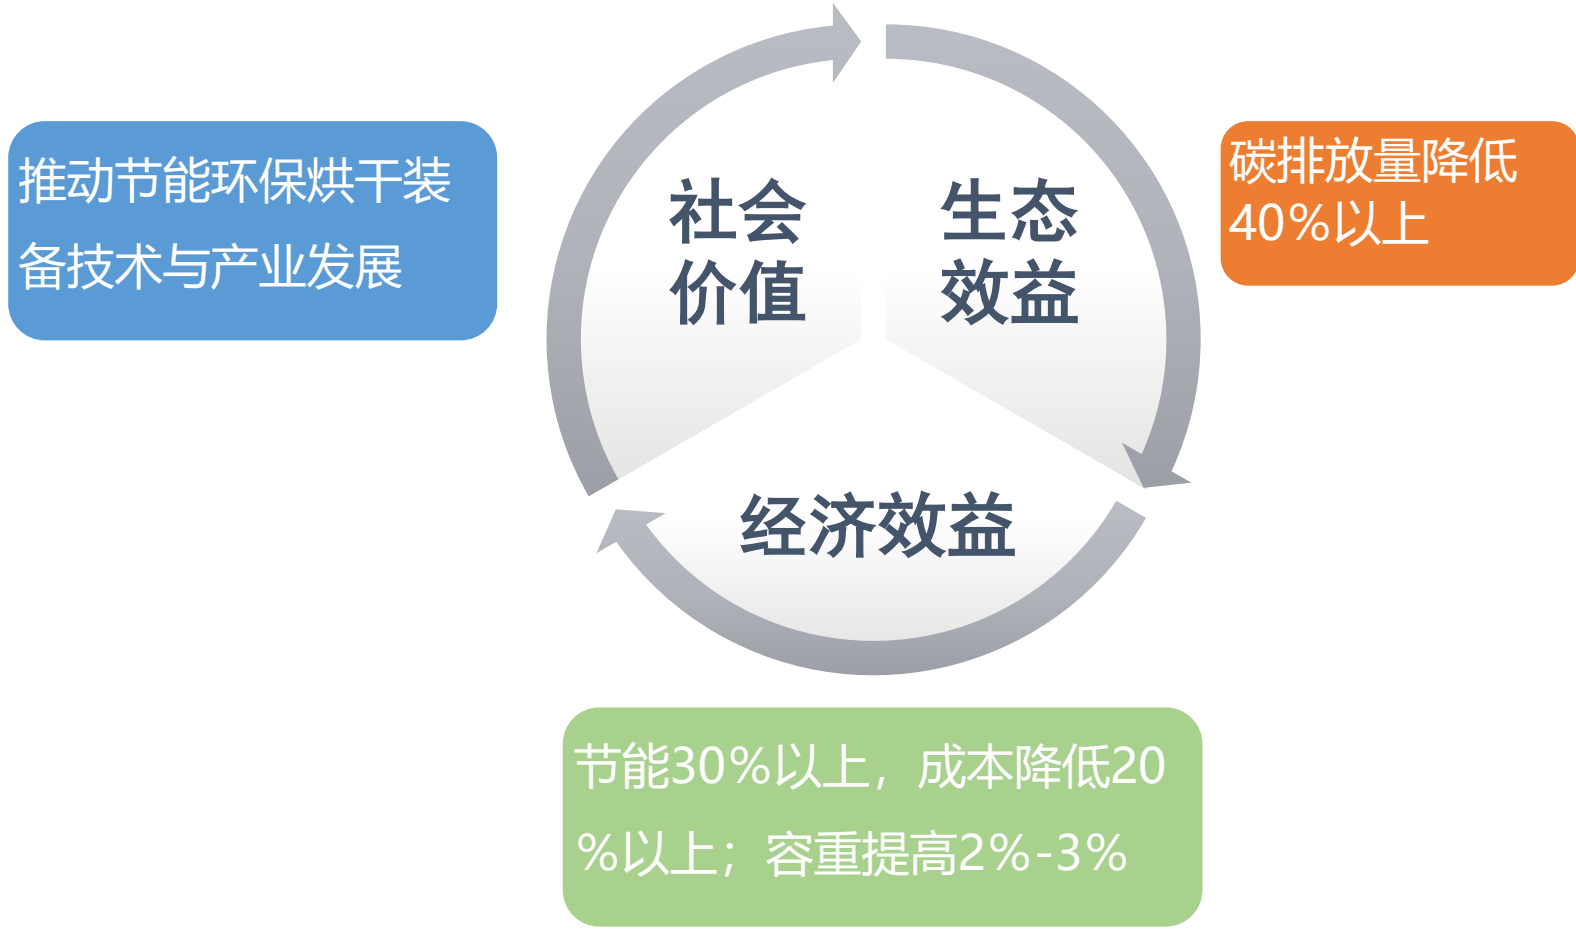 推动节能环保烘干装
备技术与产业发展
社会
价值
生态
效益
碳排放量降低
40%以上
经济效益
节能30%以上，成本降低20
%以上；容重提高2%-3%